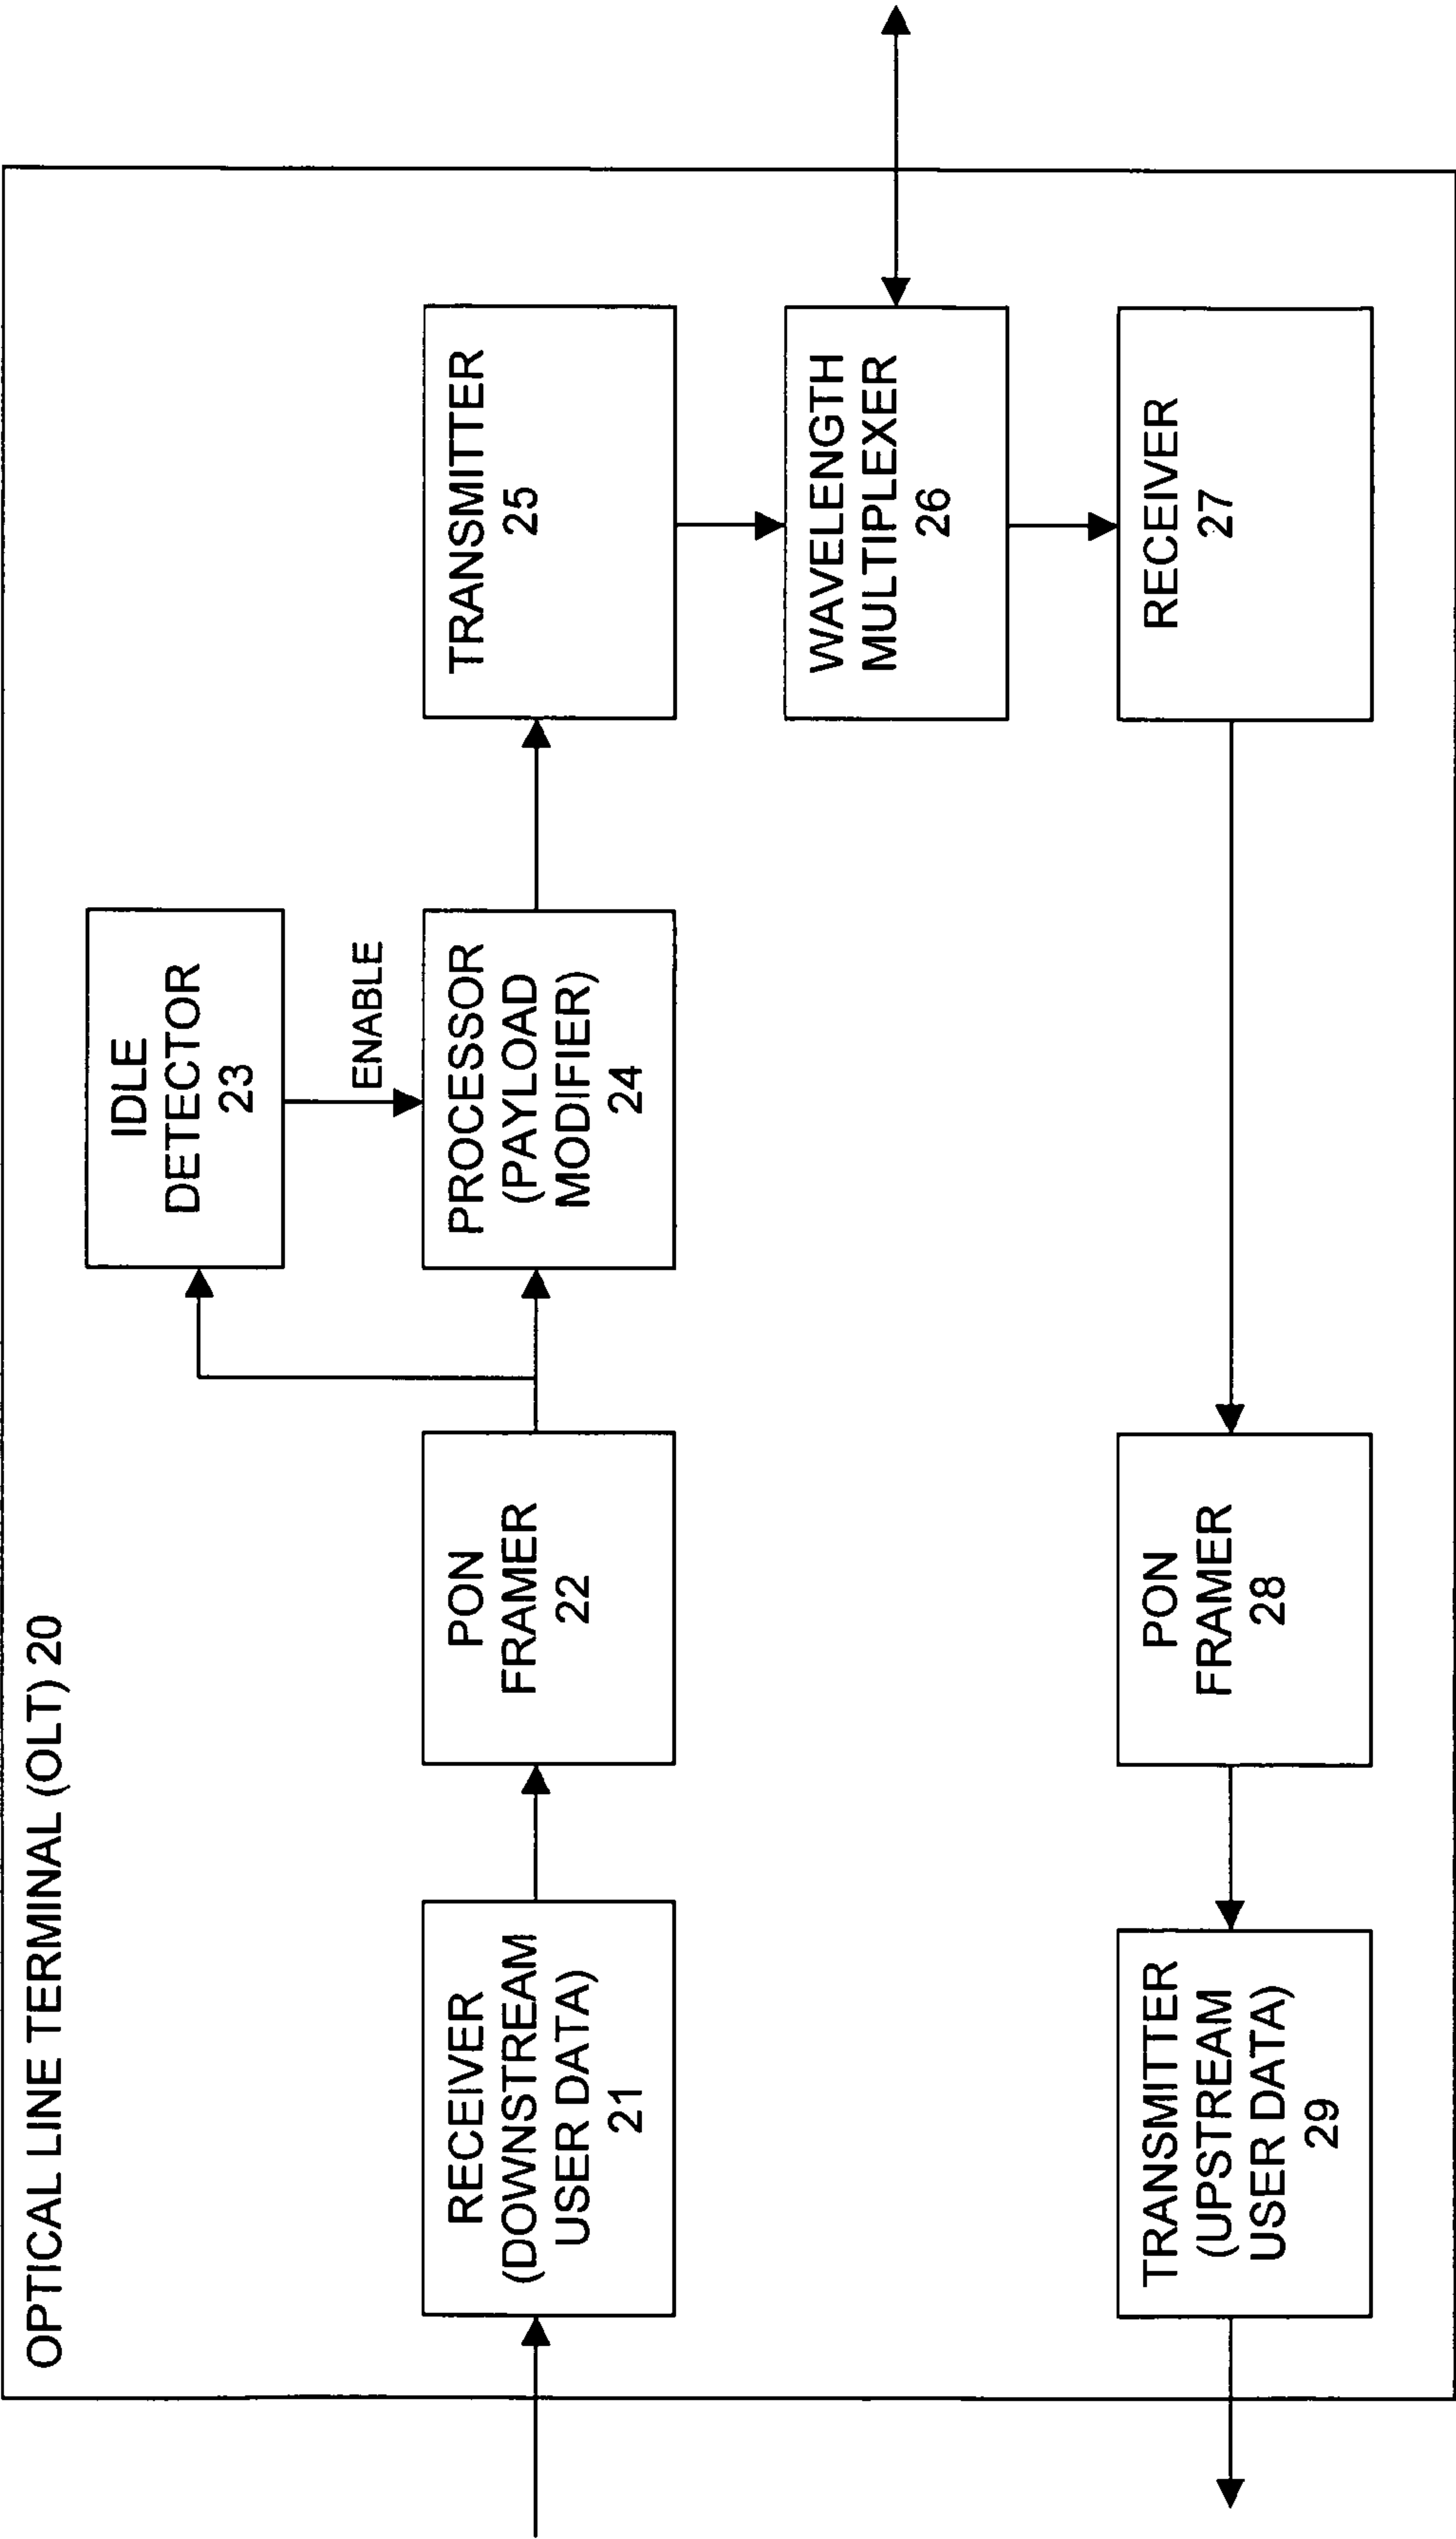 OPTICAL LINE TERMINAL (OLT) 20
IDLE
DETECTOR
23
ENABLE
RECEIVER
(DOWNSTREAM
USER DATA)
21
PON
FRAMER
22
PROCESSOR
(PAYLOAD
MODIFIER)
24
TRANSMITTER
25
WAVELENGTH
MULTIPLEXER
26
TRANSMITTER
(UPSTREAM
USER DATA)
29
PON
FRAMER
28
RECEIVER
27